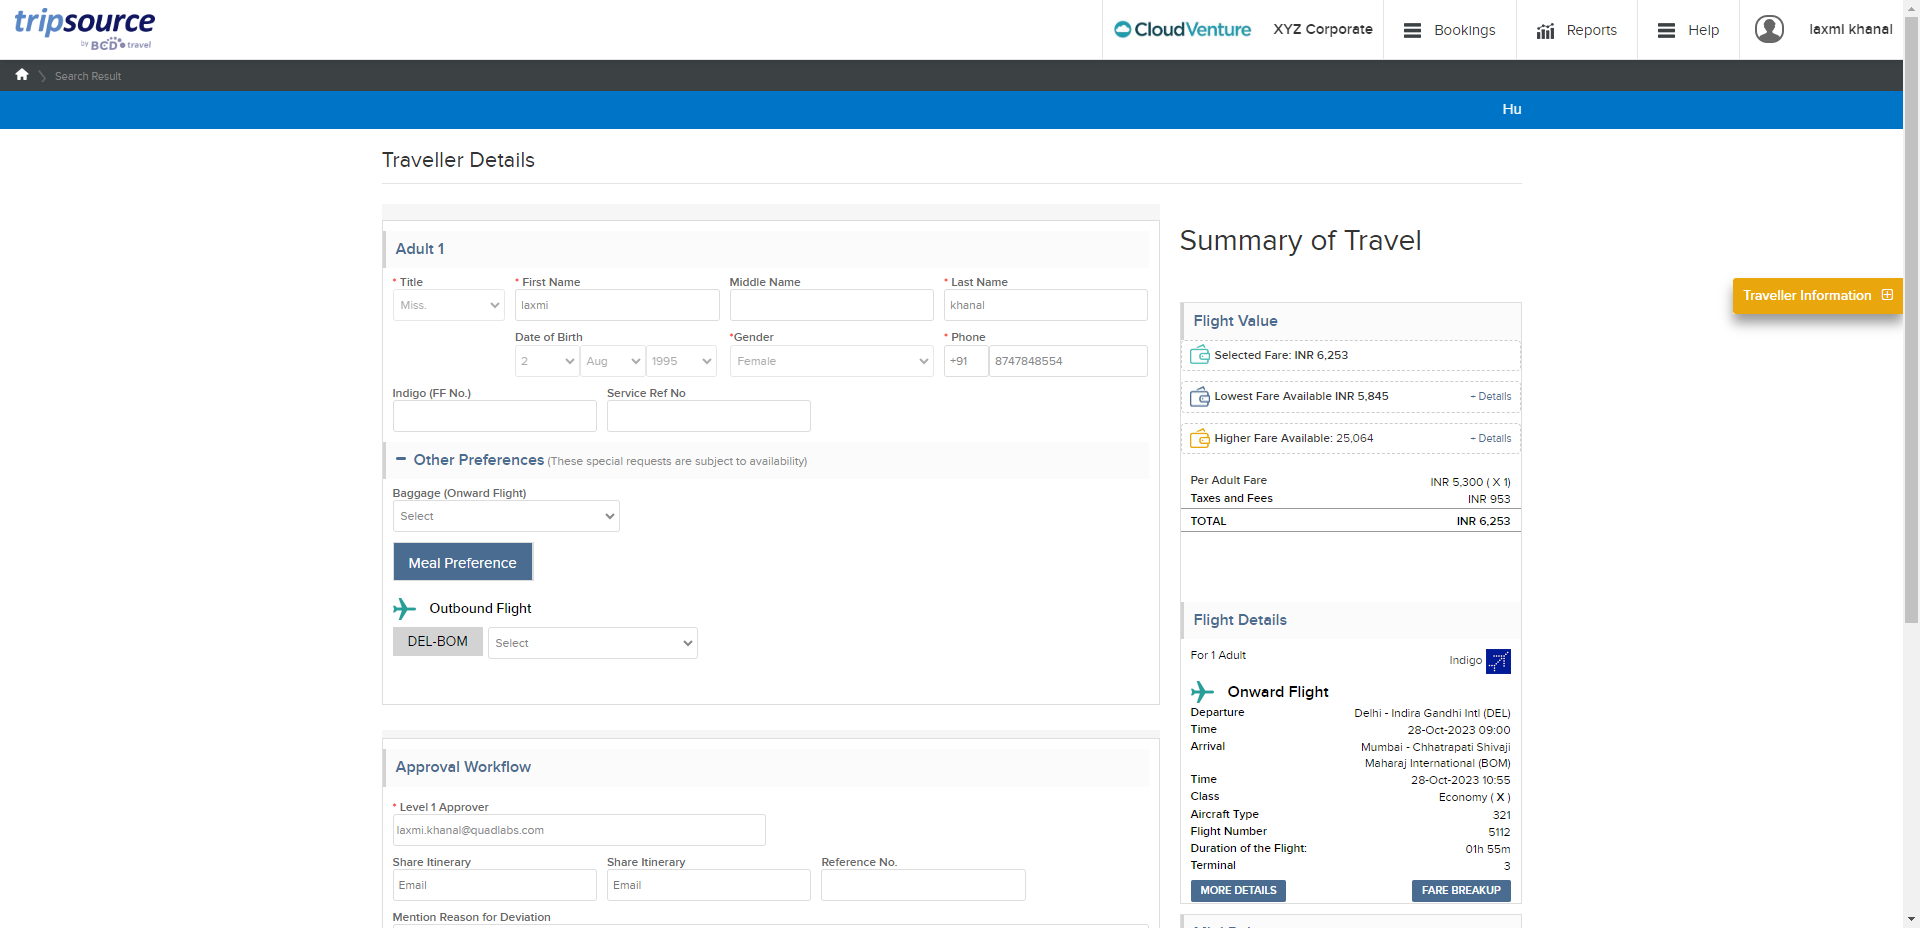 tripsource
by BCD travel
CloudVenture
XYZ Corporate
Bookings
Reports
Help
laxmi khanal
Search Result
Hu
Traveller Details
Adult 1
* Title
* First Name
Middle Name
* Last Name
Miss.
laxmi
khanal
Date of Birth
*Gender
* Phone
2
Aug
1995
Female
+91
8747848554
Indigo (FF No.)
Service Ref No
Other Preferences (These special requests are subject to availability)
Baggage (Onward Flight)
Select
Meal Preference
Outbound Flight
DEL-BOM
Select
Approval Workflow
* Level 1 Approver
laxmi.khanal@quadlabs.com
Share Itinerary
Share Itinerary
Reference No.
Email
Email
Mention Reason for Deviation
Summary of Travel
Traveller Information
Flight Value
Selected Fare: INR 6,253
Lowest Fare Available INR 5,845
+ Details
Higher Fare Available: 25,064
+ Details
Per Adult Fare
INR 5,300 ( X 1)
Taxes and Fees
INR 953
TOTAL
INR 6,253
Flight Details
For 1 Adult
Indigo
Onward Flight
Departure
Delhi - Indira Gandhi Intl (DEL)
Time
28-Oct-2023 09:00
Arrival
Mumbai - Chhatrapati Shivaji
Maharaj International (BOM)
Time
28-Oct-2023 10:55
Class
Economy ( X )
Aircraft Type
321
Flight Number
5112
Duration of the Flight:
01h 55m
Terminal
3
MORE DETAILS
FARE BREAKUP